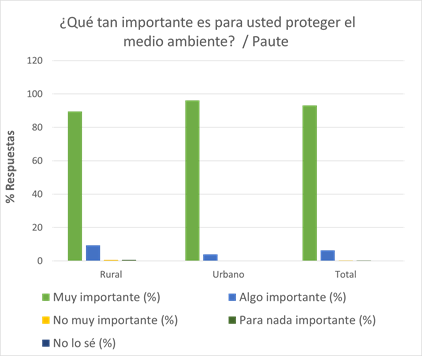 ¿Qué tan importante es para usted proteger el
medio ambiente? / Paute
120
100
80
60
40
20
0
% Respuestas
Rural
Urbano
Total
Muy importante (%)
Algo importante (%)
No muy importante (%)
Para nada importante (%)
No lo sé (%)